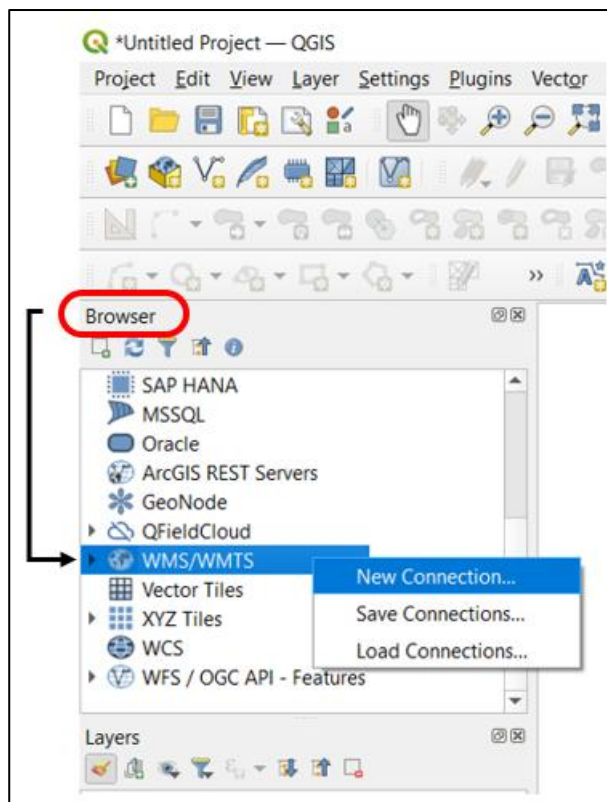 *Untitled Project — QGIS
Project Edit View Layer Settings Plugins Vector
Browser
SAP HANA
MSSQL
Oracle
ArcGIS REST Servers
GeoNode
QFieldCloud
WMS/WMTS
New Connection...
Vector Tiles
Save Connections...
XYZ Tiles
WCS
Load Connections...
WFS / OGC API - Features
Layers